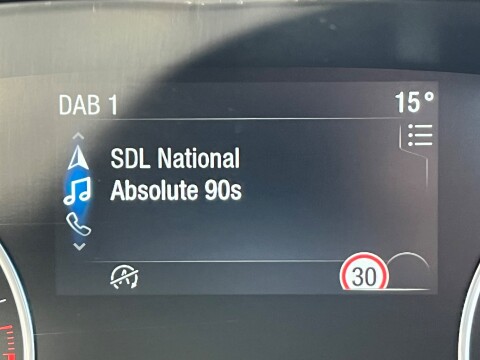 DAB 1
15°
SDL National
Absolute 90s
A
30